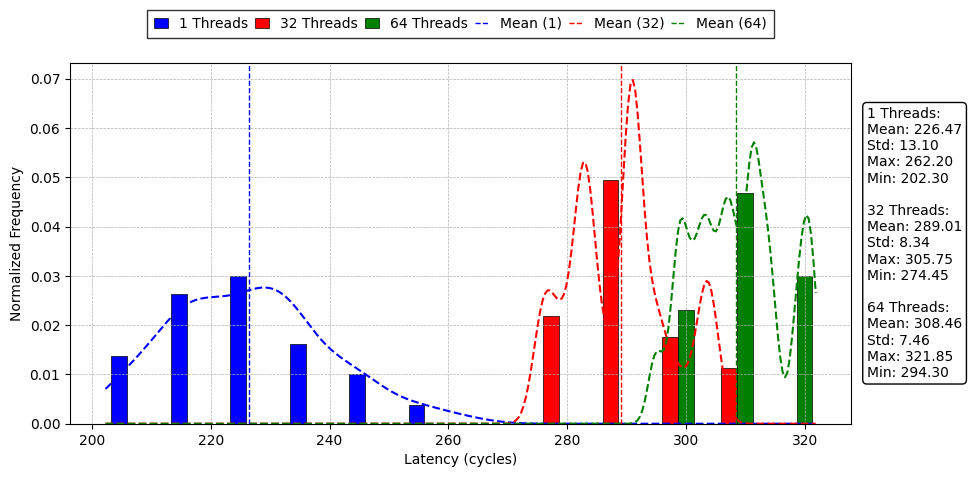 1 Threads 32 Threads 64 Threads Mean (1) Mean (32) Mean (64)
0.07
0.06
0.05
0.04
0.03
0.02
0.01
0.00
Normalized Frequency
200 220 240 260 280 300 320
Latency (cycles)
1 Threads:
Mean: 226.47
Std: 13.10
Max: 262.20
Min: 202.30
32 Threads:
Mean: 289.01
Std: 8.34
Max: 305.75
Min: 274.45
64 Threads:
Mean: 308.46
Std: 7.46
Max: 321.85
Min: 294.30